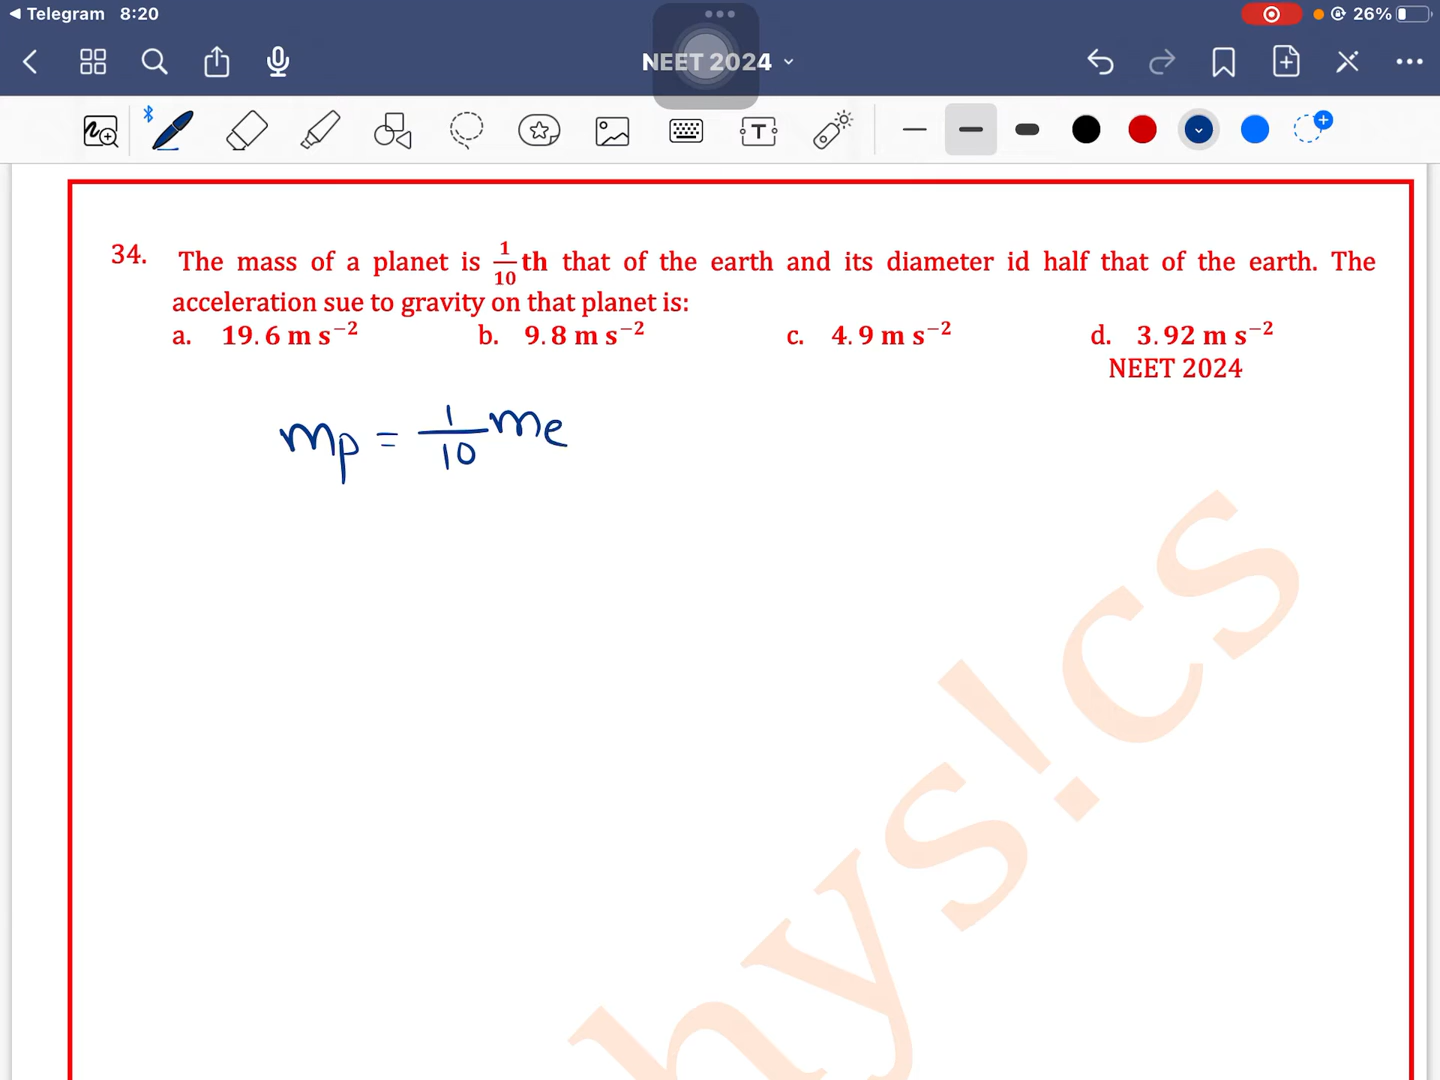 ◄ Telegram 8:20
26%
NEET 2024
T
34. The mass of a planet is 1/10 th that of the earth and its diameter id half that of the earth. The
acceleration sue to gravity on that planet is:
a. 19.6 m s⁻² b. 9.8 m s⁻² c. 4.9 m s⁻² d. 3.92 m s⁻²
NEET 2024
mp = 1/10 me
hys!cs